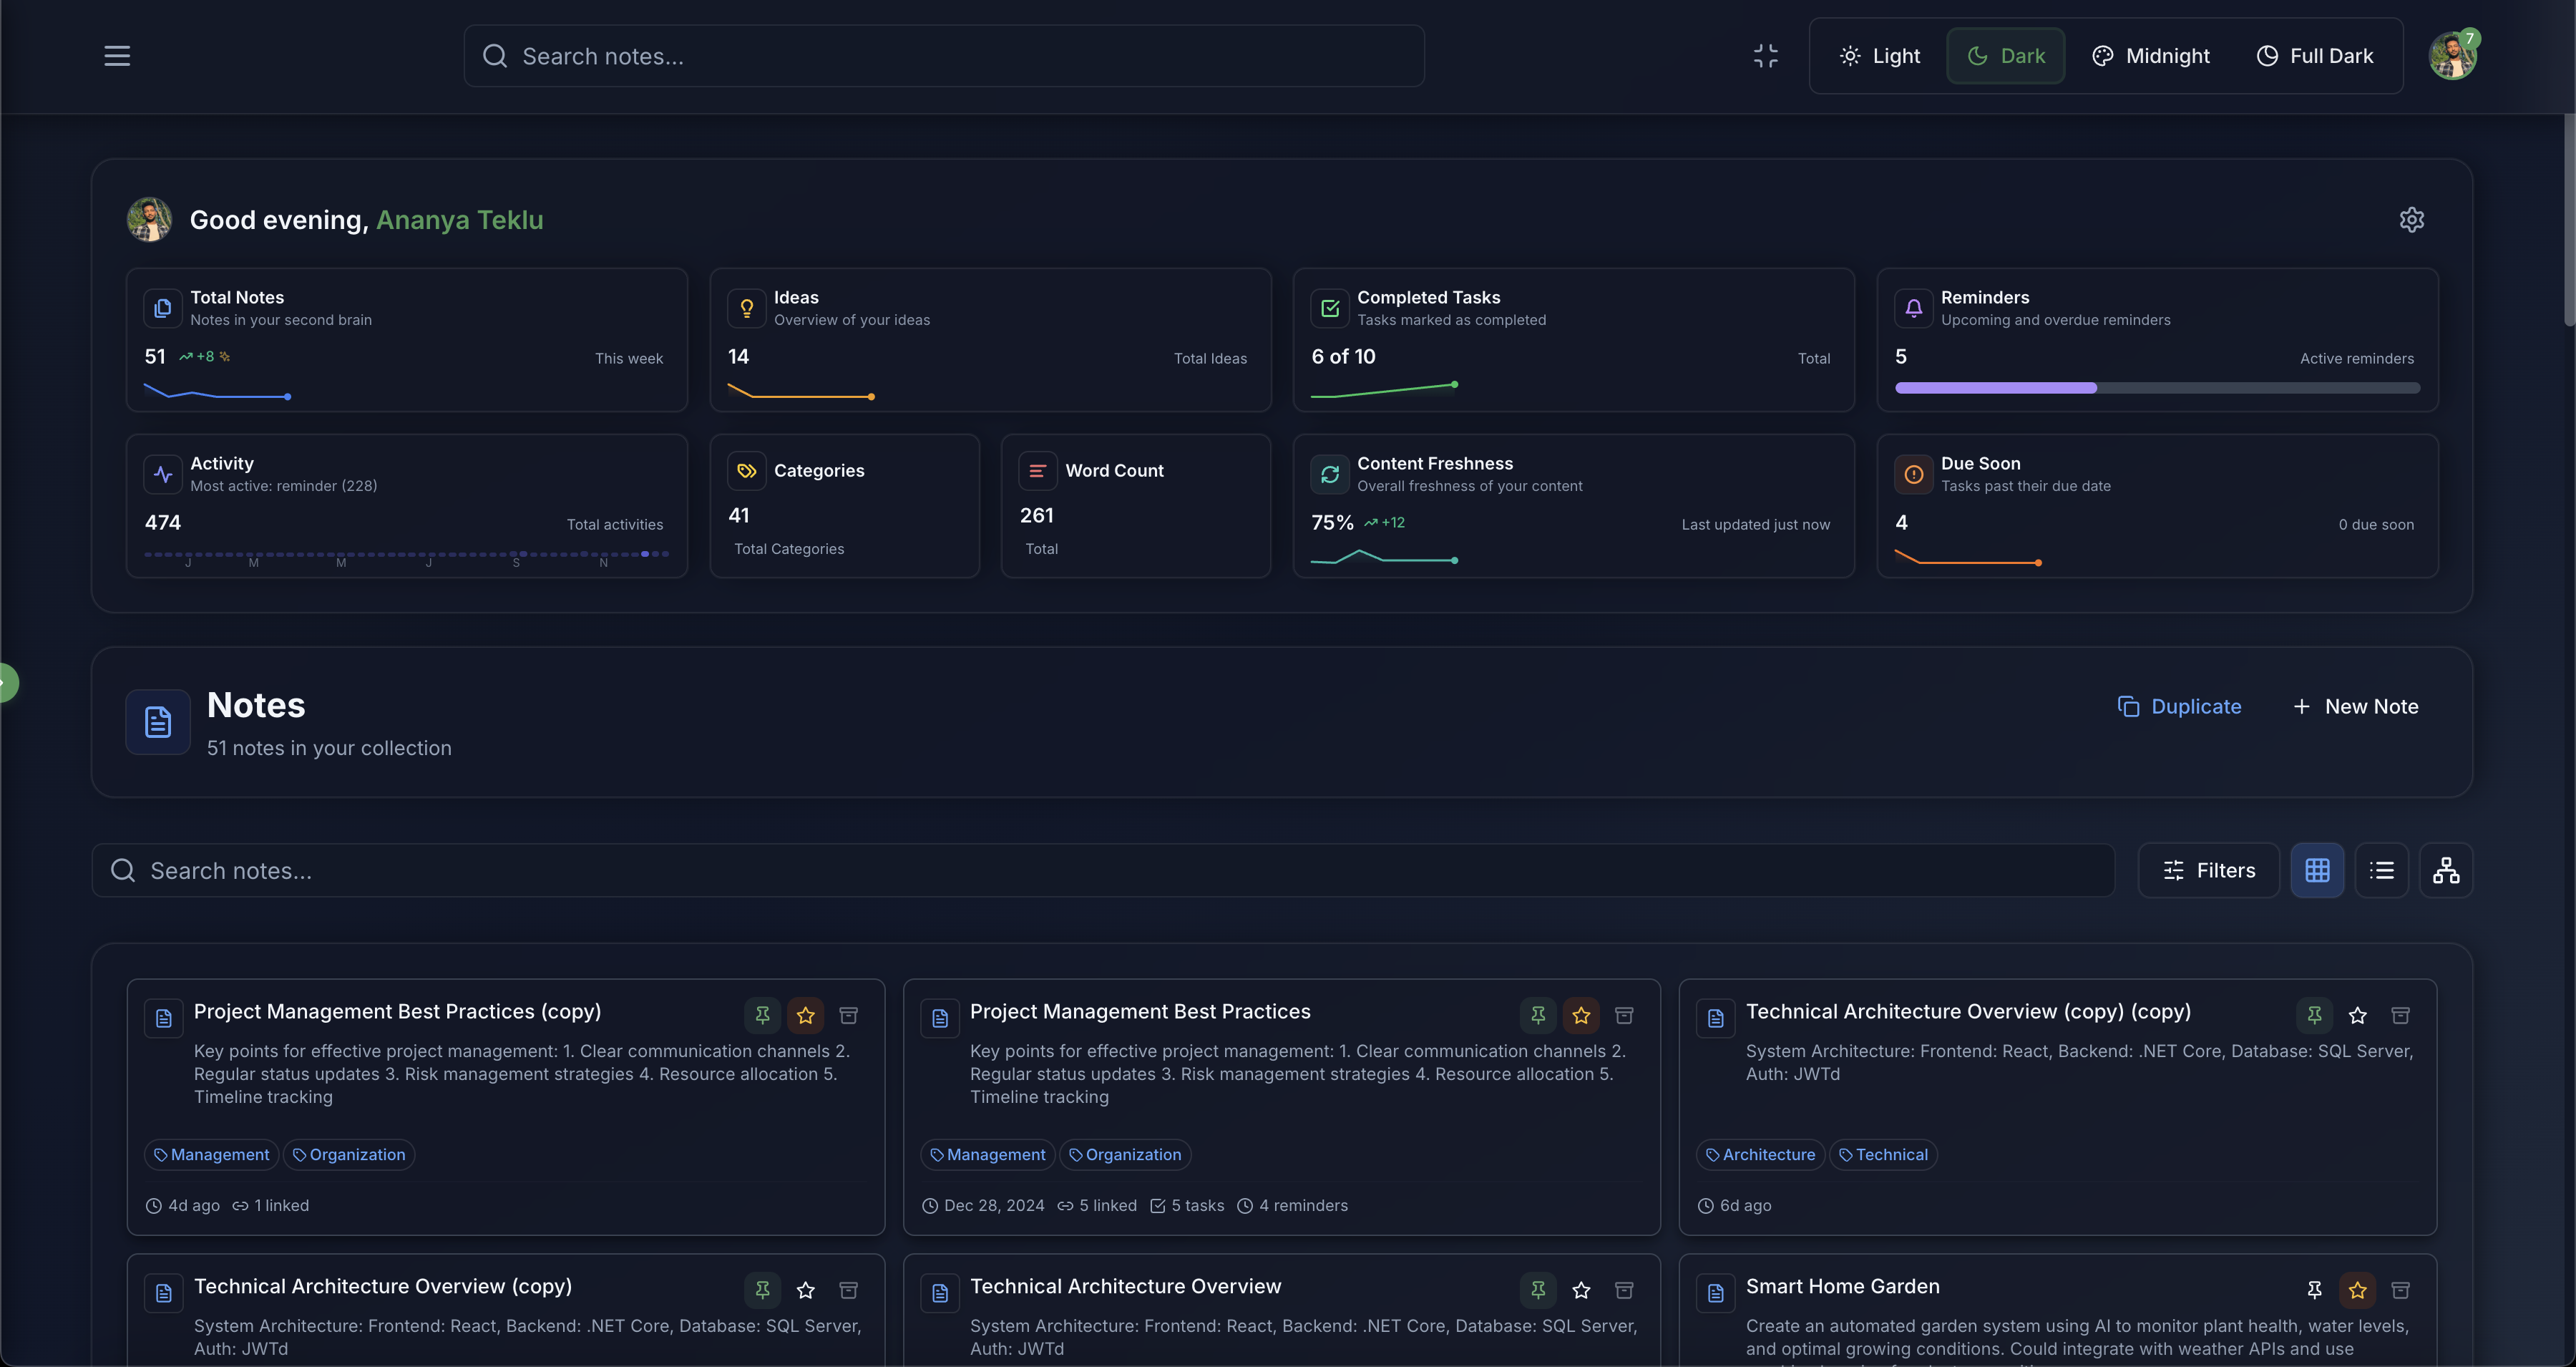 Search notes...
Light
Dark
Midnight
Full Dark
7
Good evening, Ananya Teklu
Total Notes
Notes in your second brain
51 +8
This week
Ideas
Overview of your ideas
14
Total Ideas
Completed Tasks
Tasks marked as completed
6 of 10
Total
Reminders
Upcoming and overdue reminders
5
Active reminders
Activity
Most active: reminder (228)
474
Total activities
J M M J S N
Categories
41
Total Categories
Word Count
261
Total
Content Freshness
Overall freshness of your content
75% +12
Last updated just now
Due Soon
Tasks past their due date
4
0 due soon
Notes
51 notes in your collection
Duplicate
New Note
Search notes...
Filters
Project Management Best Practices (copy)
Key points for effective project management: 1. Clear communication channels 2.
Regular status updates 3. Risk management strategies 4. Resource allocation 5.
Timeline tracking
Management Organization
4d ago 1 linked
Project Management Best Practices
Key points for effective project management: 1. Clear communication channels 2.
Regular status updates 3. Risk management strategies 4. Resource allocation 5.
Timeline tracking
Management Organization
Dec 28, 2024 5 linked 5 tasks 4 reminders
Technical Architecture Overview (copy) (copy)
System Architecture: Frontend: React, Backend: .NET Core, Database: SQL Server,
Auth: JWTd
Architecture Technical
6d ago
Technical Architecture Overview (copy)
System Architecture: Frontend: React, Backend: .NET Core, Database: SQL Server,
Auth: JWTd
Technical Architecture Overview
System Architecture: Frontend: React, Backend: .NET Core, Database: SQL Server,
Auth: JWTd
Smart Home Garden
Create an automated garden system using AI to monitor plant health, water levels,
and optimal growing conditions. Could integrate with weather APIs and use